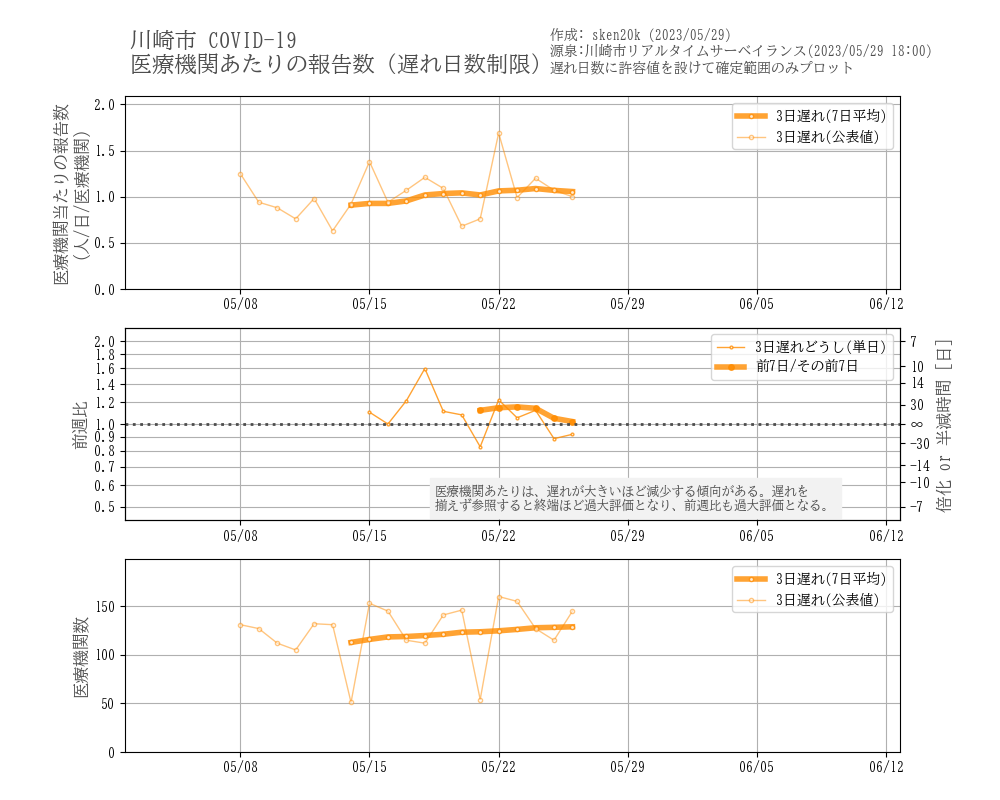 川崎市 COVID-19
医療機関あたりの報告数（遅れ日数制限）
作成: sken20k (2023/05/29)
源泉:川崎市リアルタイムサーベイランス(2023/05/29 18:00)
遅れ日数に許容値を設けて確定範囲のみプロット
医療機関当たりの報告数
(人/日/医療機関)
2.0
1.5
1.0
0.5
0.0
3日遅れ(7日平均)
3日遅れ(公表値)
05/08 05/15 05/22 05/29 06/05 06/12
前週比
2.0
1.8
1.6
1.4
1.2
1.0
0.9
0.8
0.7
0.6
0.5
3日遅れどうし(単日)
前7日/その前7日
7
10
14
30
∞
-30
-14
-10
-7
倍化 or 半減時間 [日]
医療機関あたりは、遅れが大きいほど減少する傾向がある。遅れを
揃えず参照すると終端ほど過大評価となり、前週比も過大評価となる。
05/08 05/15 05/22 05/29 06/05 06/12
医療機関数
150
100
50
0
3日遅れ(7日平均)
3日遅れ(公表値)
05/08 05/15 05/22 05/29 06/05 06/12